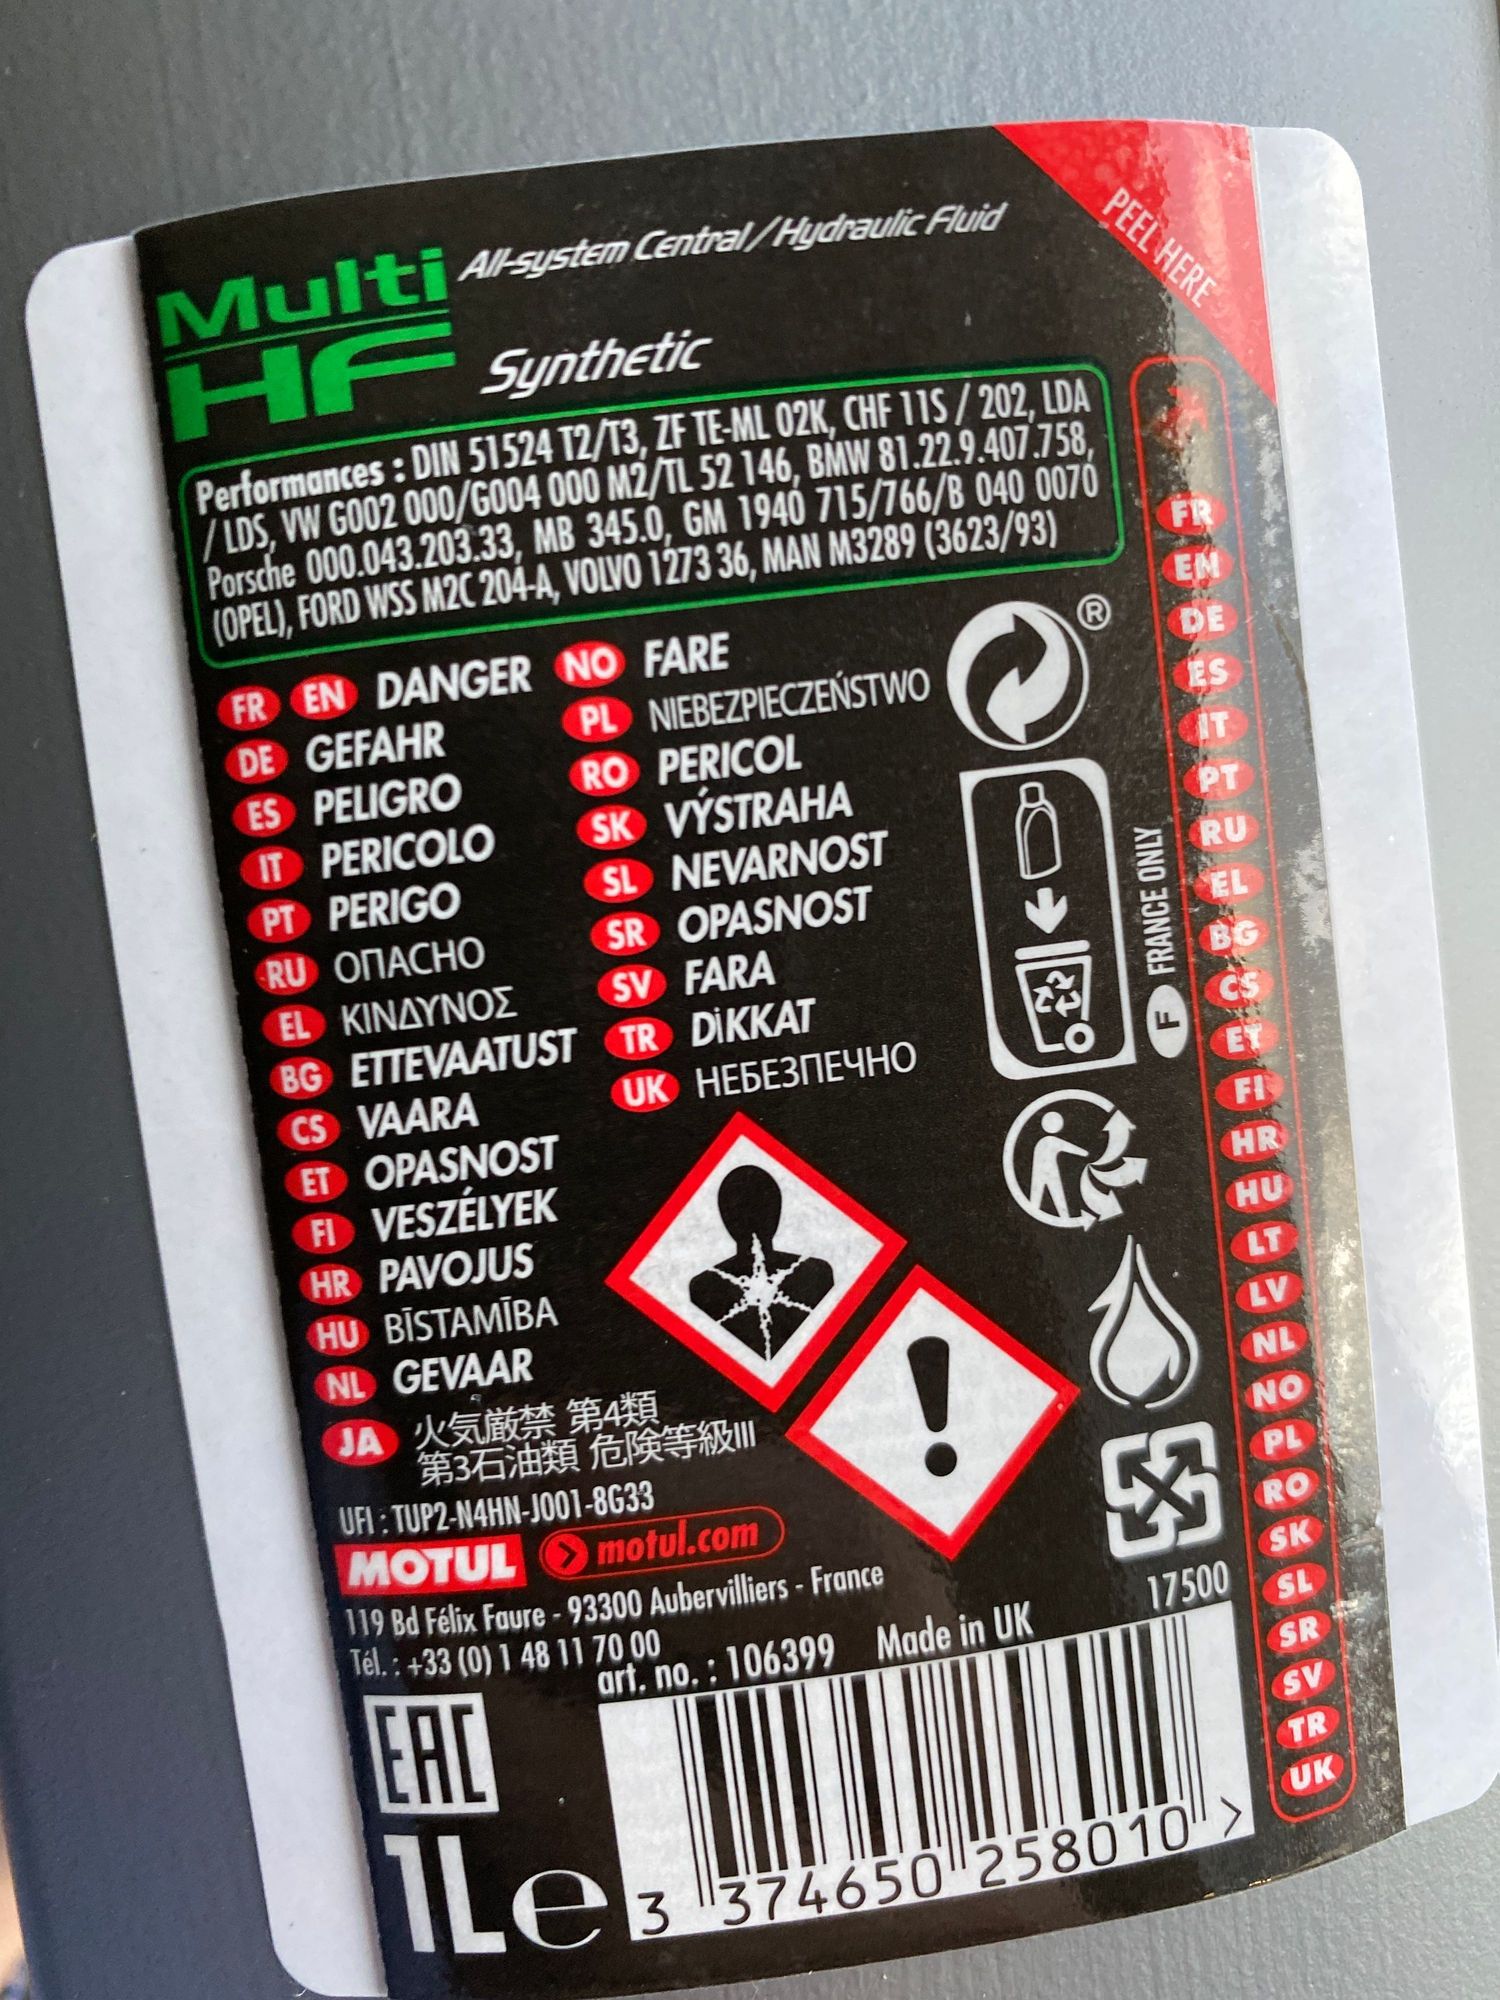 PEEL HERE
Multi HF
All-system Central / Hydraulic Fluid
Synthetic
Performances : DIN 51524 T2/T3, ZF TE-ML 02K, CHF 11S / 202, LDA
/ LDS, VW G002 000/G004 000 M2/TL 52 146, BMW 81.22.9.407.758,
Porsche 000.043.203.33, MB 345.0, GM 1940 715/766/B 040 0070
(OPEL), FORD WSS M2C 204-A, VOLVO 1273 36, MAN M3289 (3623/93)
FR EN DANGER
DE GEFAHR
ES PELIGRO
IT PERICOLO
PT PERIGO
RU ОПАСНО
EL ΚΙΝΔΥΝΟΣ
BG ETTEVAATUST
CS VAARA
ET OPASNOST
FI VESZÉLYEK
HR PAVOJUS
HU BĪSTAMĪBA
NL GEVAAR
JA 火気厳禁 第4類
第3石油類 危険等級III
NO FARE
PL NIEBEZPIECZEŃSTWO
RO PERICOL
SK VÝSTRAHA
SL NEVARNOST
SR OPASNOST
SV FARA
TR DİKKAT
UK НЕБЕЗПЕЧНО
®
F FRANCE ONLY
UFI : TUP2-N4HN-J001-8G33
MOTUL motul.com
119 Bd Félix Faure - 93300 Aubervilliers - France
Tél. : +33 (0) 1 48 11 70 00
art. no. : 106399 Made in UK
17500
EAC
1L e
3 374650 258010 >
FR
EN
DE
ES
IT
PT
RU
EL
BG
CS
ET
FI
HR
HU
LT
LV
NL
NO
PL
RO
SK
SL
SR
SV
TR
UK